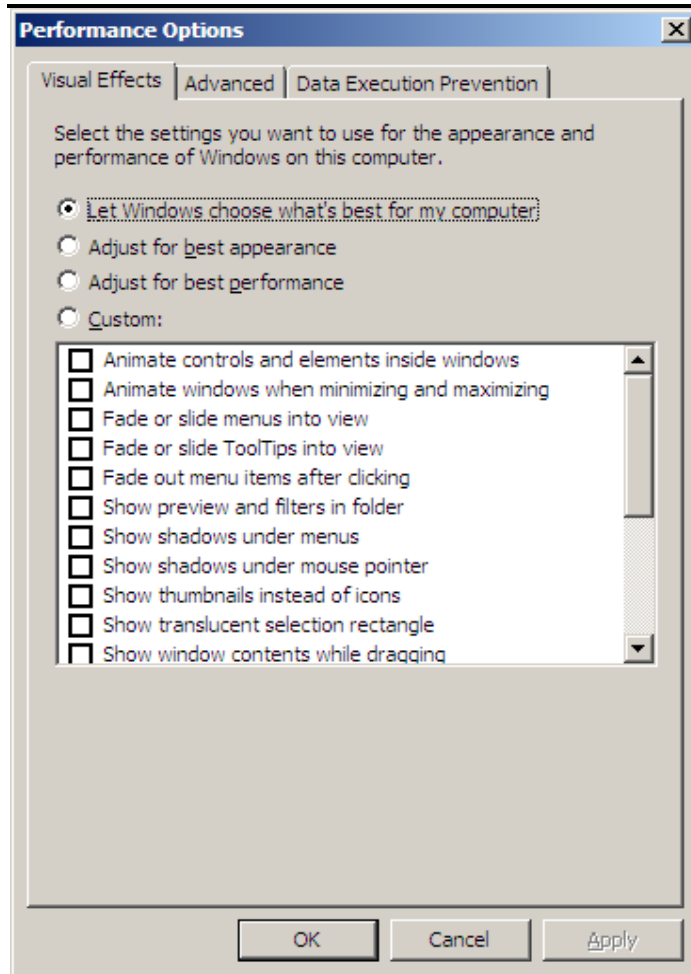 Performance Options
Visual Effects Advanced Data Execution Prevention
Select the settings you want to use for the appearance and
performance of Windows on this computer.
Let Windows choose what's best for my computer
Adjust for best appearance
Adjust for best performance
Custom:
Animate controls and elements inside windows
Animate windows when minimizing and maximizing
Fade or slide menus into view
Fade or slide ToolTips into view
Fade out menu items after clicking
Show preview and filters in folder
Show shadows under menus
Show shadows under mouse pointer
Show thumbnails instead of icons
Show translucent selection rectangle
Show window contents while dragging
OK Cancel Apply